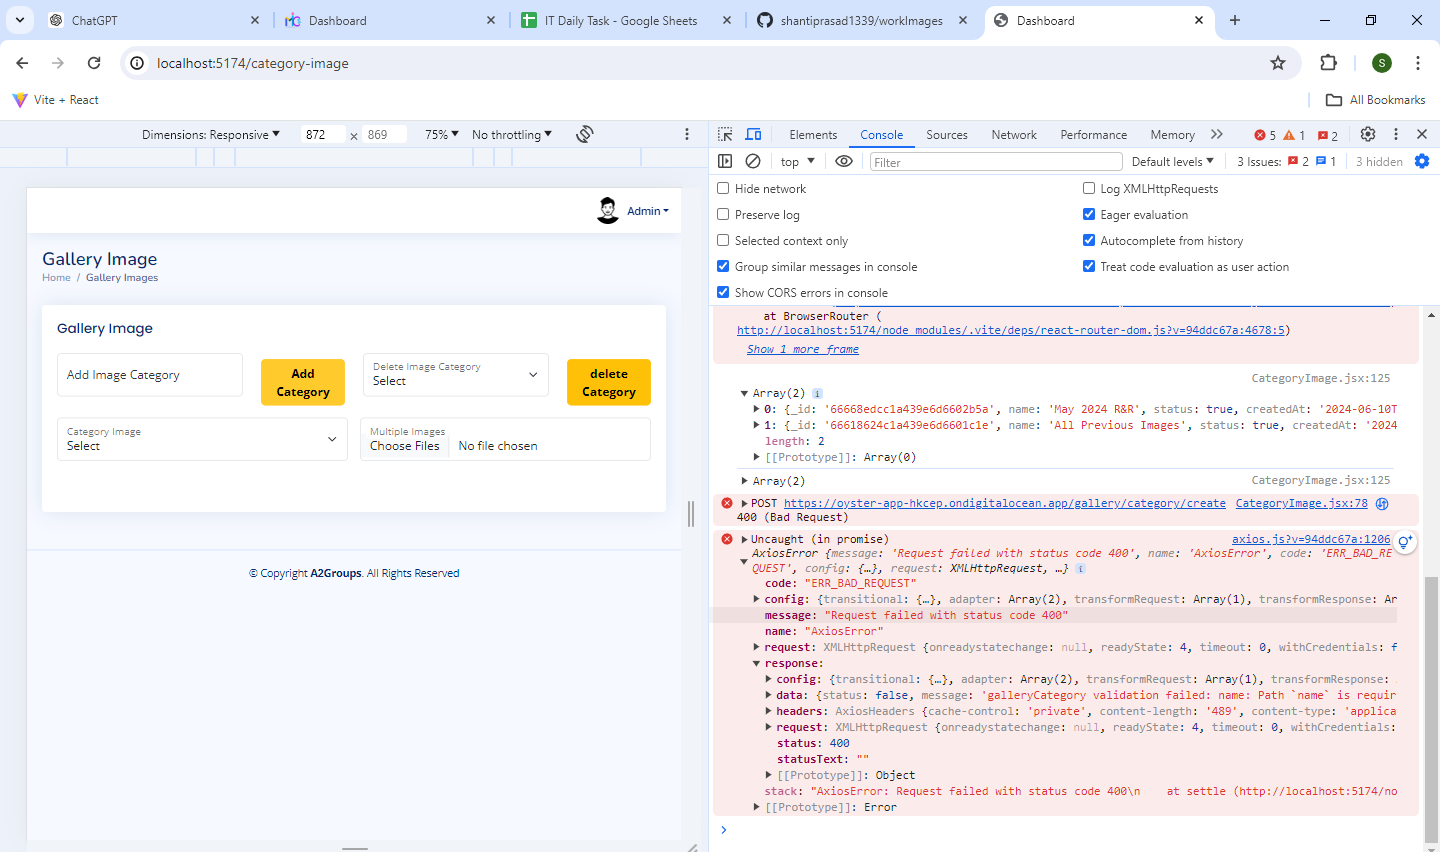 ChatGPT
Dashboard
IT Daily Task - Google Sheets
shantiprasad1339/workImages
Dashboard
localhost:5174/category-image
S
Vite + React
All Bookmarks
Dimensions: Responsive
872
×
869
75%
No throttling
Elements
Console
Sources
Network
Performance
Memory
5
1
2
top
Filter
Default levels
3 Issues:
2
1
3 hidden
Hide network
Log XMLHttpRequests
Preserve log
Eager evaluation
Selected context only
Autocomplete from history
Group similar messages in console
Treat code evaluation as user action
Show CORS errors in console
Admin
Gallery Image
Home / Gallery Images
Gallery Image
Add Image Category
Add Category
Delete Image Category
Select
delete Category
Category Image
Select
Multiple Images
Choose Files No file chosen
© Copyright A2Groups. All Rights Reserved
at BrowserRouter (
http://localhost:5174/node_modules/.vite/deps/react-router-dom.js?v=94ddc67a:4678:5)
Show 1 more frame
CategoryImage.jsx:125
Array(2)
0: {_id: '66668edcc1a439e6d6602b5a', name: 'May 2024 R&R', status: true, createdAt: '2024-06-10T
1: {_id: '66618624c1a439e6d6601c1e', name: 'All Previous Images', status: true, createdAt: '2024
length: 2
[[Prototype]]: Array(0)
Array(2)
CategoryImage.jsx:125
POST https://oyster-app-hkcep.ondigitalocean.app/gallery/category/create CategoryImage.jsx:78
400 (Bad Request)
Uncaught (in promise) axios.js?v=94ddc67a:1206
AxiosError {message: 'Request failed with status code 400', name: 'AxiosError', code: 'ERR_BAD_RE
QUEST', config: {…}, request: XMLHttpRequest, …}
code: "ERR_BAD_REQUEST"
config: {transitional: {…}, adapter: Array(2), transformRequest: Array(1), transformResponse: Ar
message: "Request failed with status code 400"
name: "AxiosError"
request: XMLHttpRequest {onreadystatechange: null, readyState: 4, timeout: 0, withCredentials: f
response:
config: {transitional: {…}, adapter: Array(2), transformRequest: Array(1), transformResponse:
data: {status: false, message: 'galleryCategory validation failed: name: Path `name` is requir
headers: AxiosHeaders {cache-control: 'private', content-length: '489', content-type: 'applica
request: XMLHttpRequest {onreadystatechange: null, readyState: 4, timeout: 0, withCredentials:
status: 400
statusText: ""
[[Prototype]]: Object
stack: "AxiosError: Request failed with status code 400\n    at settle (http://localhost:5174/no
[[Prototype]]: Error